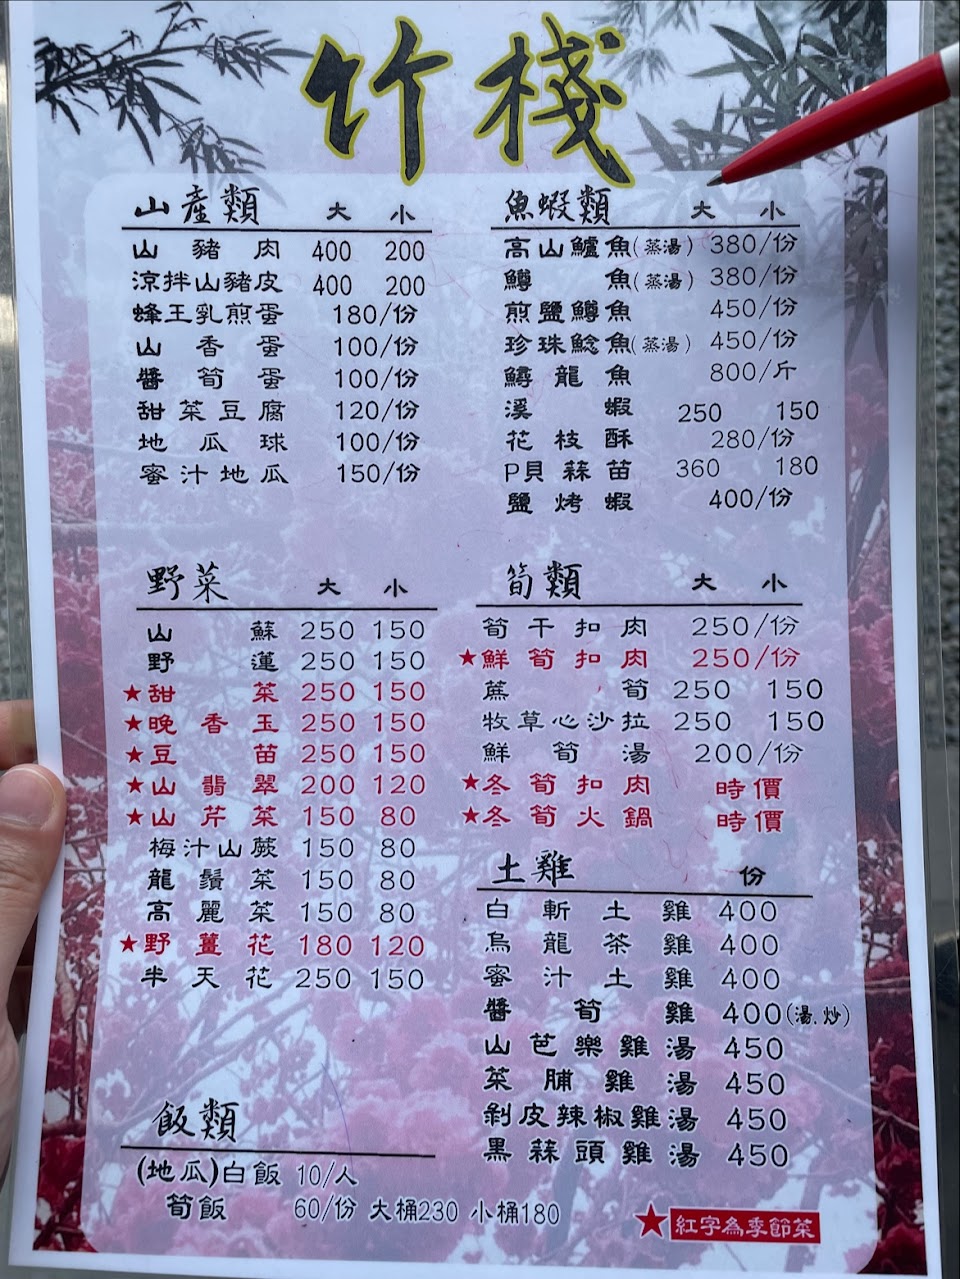 竹棧
山產類 大 小
山豬肉 400 200
涼拌山豬皮 400 200
蜂王乳煎蛋 180/份
山香蛋 100/份
醬筍蛋 100/份
甜菜豆腐 120/份
地瓜球 100/份
蜜汁地瓜 150/份
野菜 大 小
山蘇 250 150
野蓮 250 150
★甜菜 250 150
★晚香玉 250 150
★豆苗 250 150
★山翡翠 200 120
★山芹菜 150 80
梅汁山蕨 150 80
龍鬚菜 150 80
高麗菜 150 80
★野薑花 180 120
半天花 250 150
飯類
(地瓜)白飯 10/人
筍飯 60/份 大桶230 小桶180
魚蝦類 大 小
高山鱸魚(蒸湯) 380/份
鱒魚(蒸湯) 380/份
煎鹽鱒魚 450/份
珍珠鯰魚(蒸湯) 450/份
鱘龍魚 800/斤
溪蝦 250 150
花枝酥 280/份
P貝蒜苗 360 180
鹽烤蝦 400/份
筍類 大 小
筍干扣肉 250/份
★鮮筍扣肉 250/份
蔗筍 250 150
牧草心沙拉 250 150
鮮筍湯 200/份
★冬筍扣肉 時價
★冬筍火鍋 時價
土雞 份
白斬土雞 400
烏龍茶雞 400
蜜汁土雞 400
醬筍雞 400(湯.炒)
山芭樂雞湯 450
菜脯雞湯 450
剝皮辣椒雞湯 450
黑蒜頭雞湯 450
★紅字為季節菜